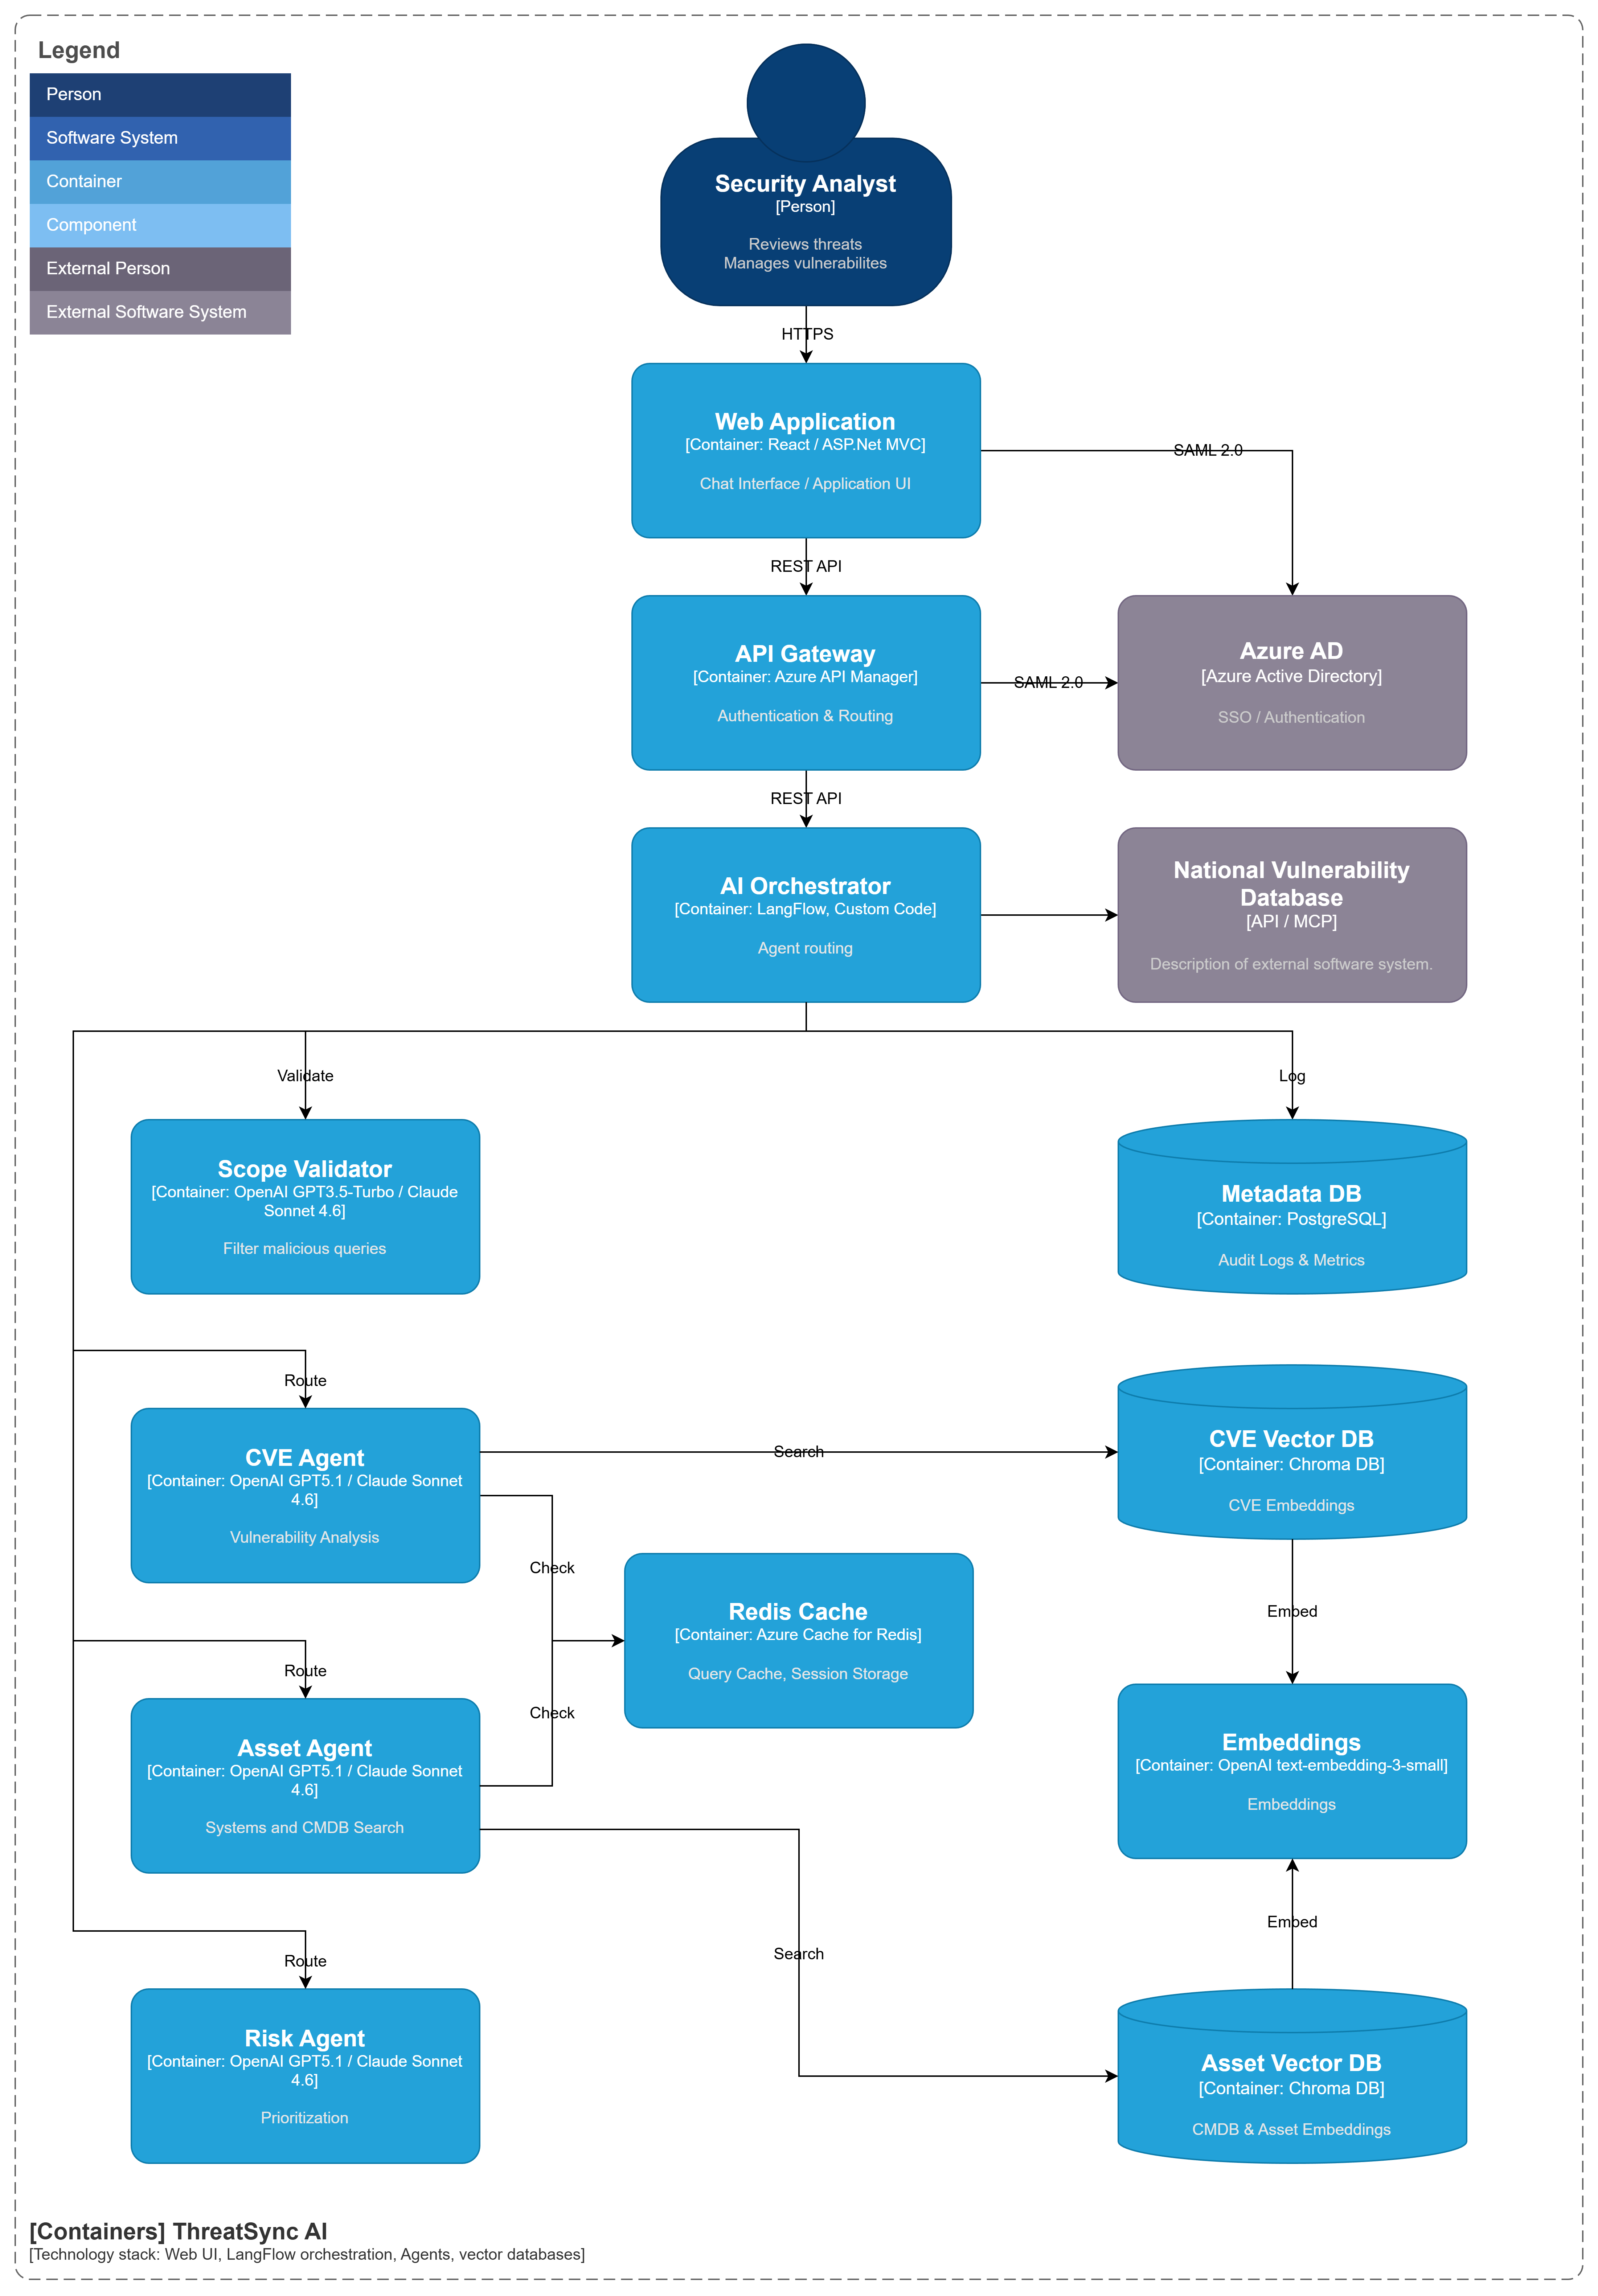 Legend
Person
Software System
Container
Component
External Person
External Software System
Security Analyst
[Person]
Reviews threats
Manages vulnerabilites
HTTPS
Web Application
[Container: React / ASP.Net MVC]
Chat Interface / Application UI
SAML 2.0
REST API
API Gateway
[Container: Azure API Manager]
Authentication & Routing
SAML 2.0
Azure AD
[Azure Active Directory]
SSO / Authentication
REST API
AI Orchestrator
[Container: LangFlow, Custom Code]
Agent routing
National Vulnerability
Database
[API / MCP]
Description of external software system.
Validate
Log
Scope Validator
[Container: OpenAI GPT3.5-Turbo / Claude
Sonnet 4.6]
Filter malicious queries
Metadata DB
[Container: PostgreSQL]
Audit Logs & Metrics
Route
CVE Agent
[Container: OpenAI GPT5.1 / Claude Sonnet
4.6]
Vulnerability Analysis
Search
CVE Vector DB
[Container: Chroma DB]
CVE Embeddings
Check
Redis Cache
[Container: Azure Cache for Redis]
Query Cache, Session Storage
Embed
Route
Check
Asset Agent
[Container: OpenAI GPT5.1 / Claude Sonnet
4.6]
Systems and CMDB Search
Embeddings
[Container: OpenAI text-embedding-3-small]
Embeddings
Search
Embed
Route
Risk Agent
[Container: OpenAI GPT5.1 / Claude Sonnet
4.6]
Prioritization
Asset Vector DB
[Container: Chroma DB]
CMDB & Asset Embeddings
[Containers] ThreatSync AI
[Technology stack: Web UI, LangFlow orchestration, Agents, vector databases]